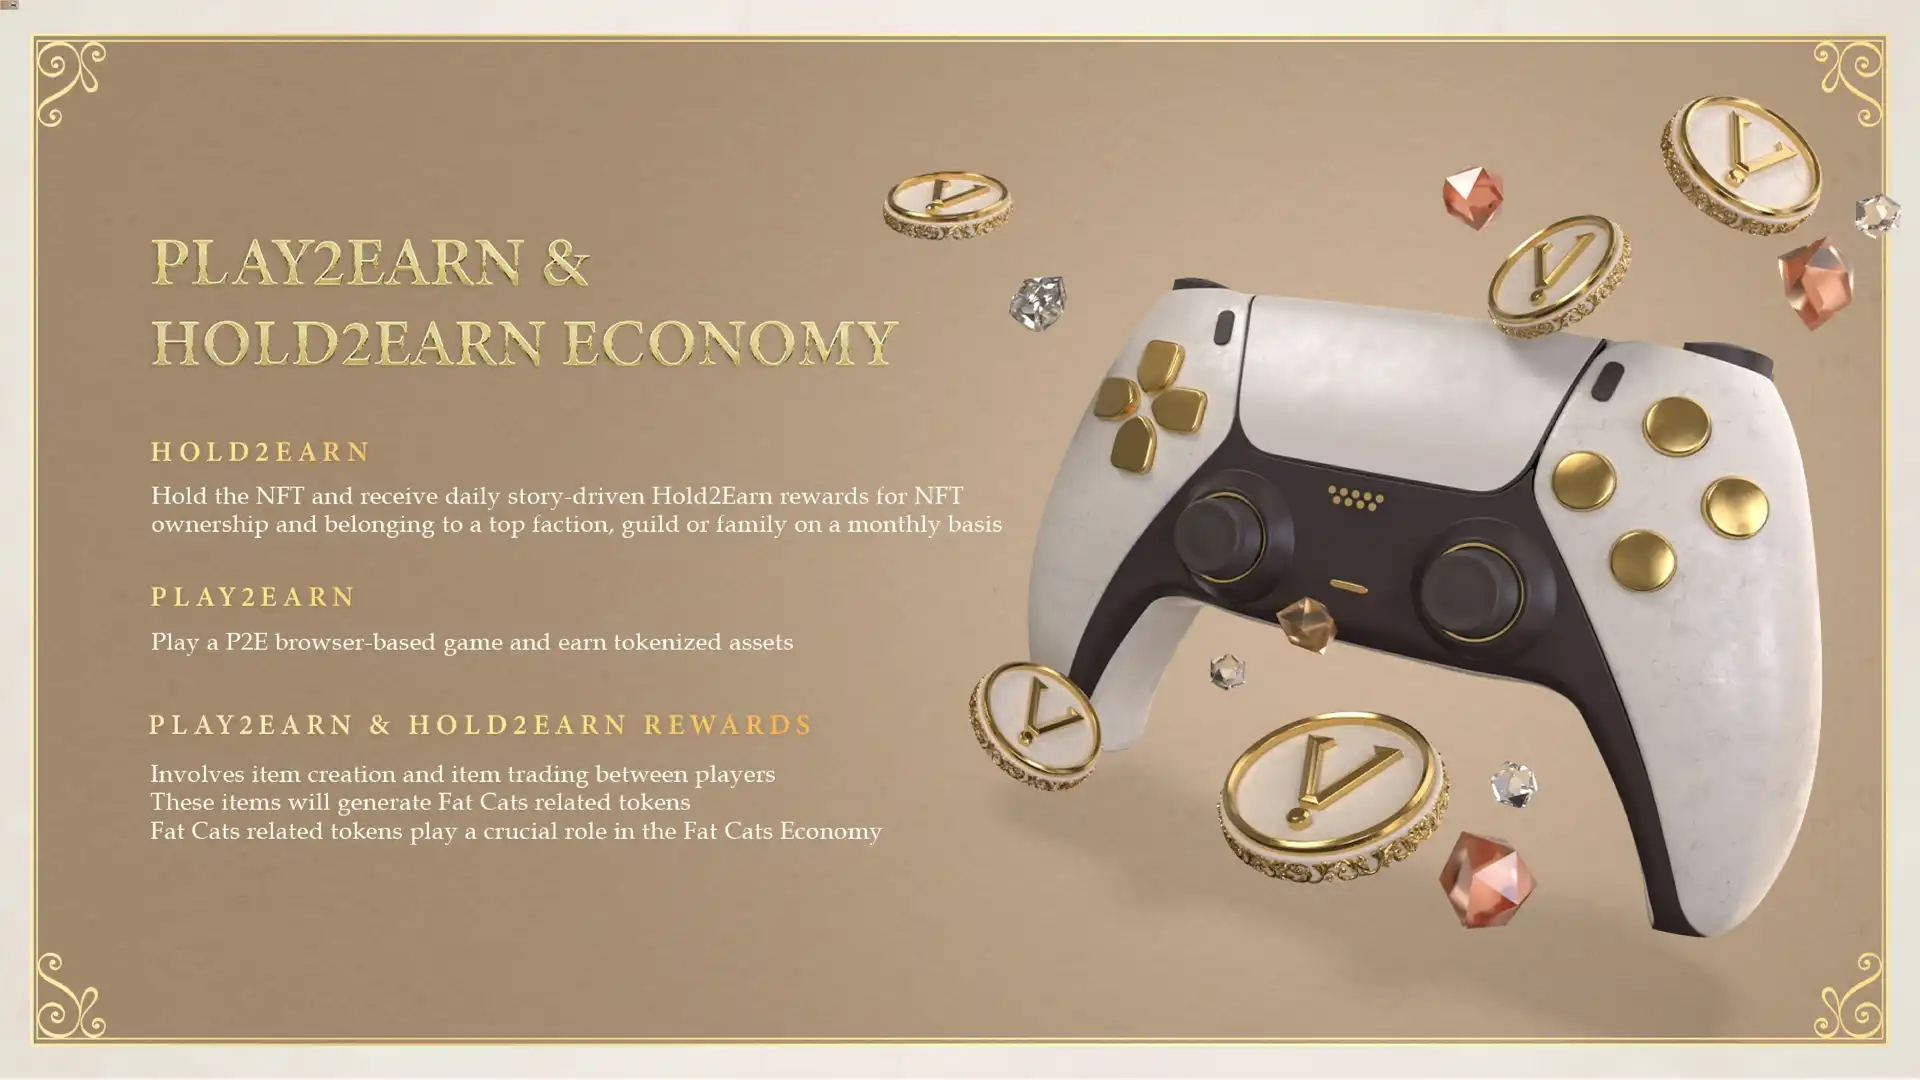 PLAY2EARN &
HOLD2EARN ECONOMY
HOLD2EARN
Hold the NFT and receive daily story-driven Hold2Earn rewards for NFT
ownership and belonging to a top faction, guild or family on a monthly basis
PLAY2EARN
Play a P2E browser-based game and earn tokenized assets
PLAY2EARN & HOLD2EARN REWARDS
Involves item creation and item trading between players
These items will generate Fat Cats related tokens
Fat Cats related tokens play a crucial role in the Fat Cats Economy